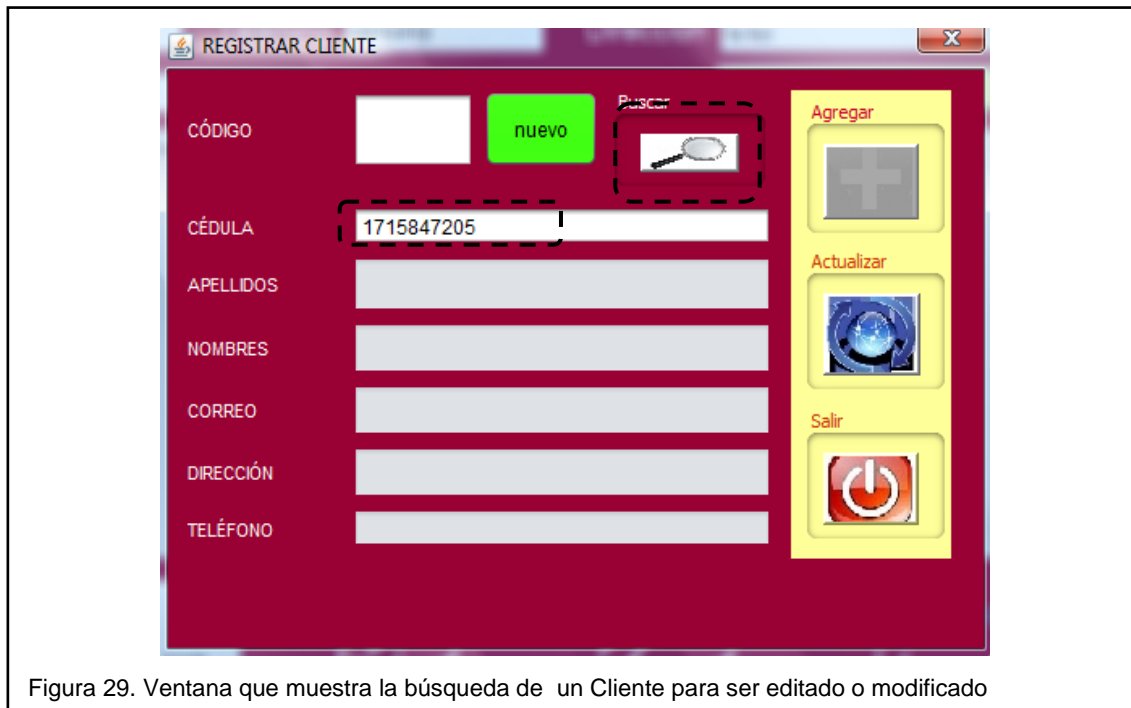 REGISTRAR CLIENTE
CÓDIGO
nuevo
Buscar
Agregar
CÉDULA
1715847205
APELLIDOS
Actualizar
NOMBRES
CORREO
Salir
DIRECCIÓN
TELÉFONO
Figura 29. Ventana que muestra la búsqueda de un Cliente para ser editado o modificado